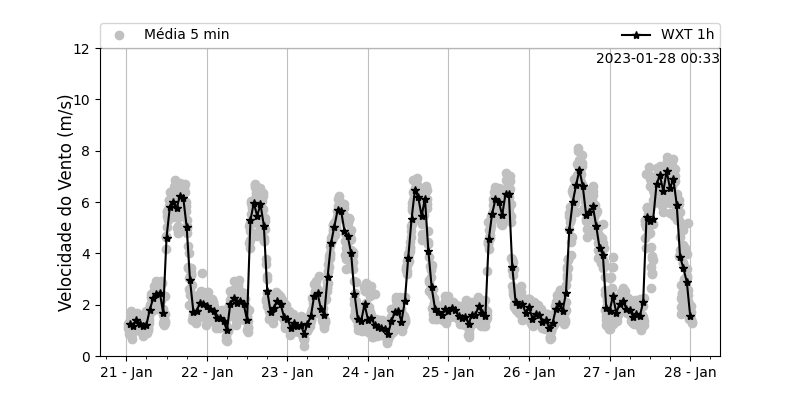 Média 5 min
WXT 1h
2023-01-28 00:33
Velocidade do Vento (m/s)
12
10
8
6
4
2
0
21 - Jan
22 - Jan
23 - Jan
24 - Jan
25 - Jan
26 - Jan
27 - Jan
28 - Jan